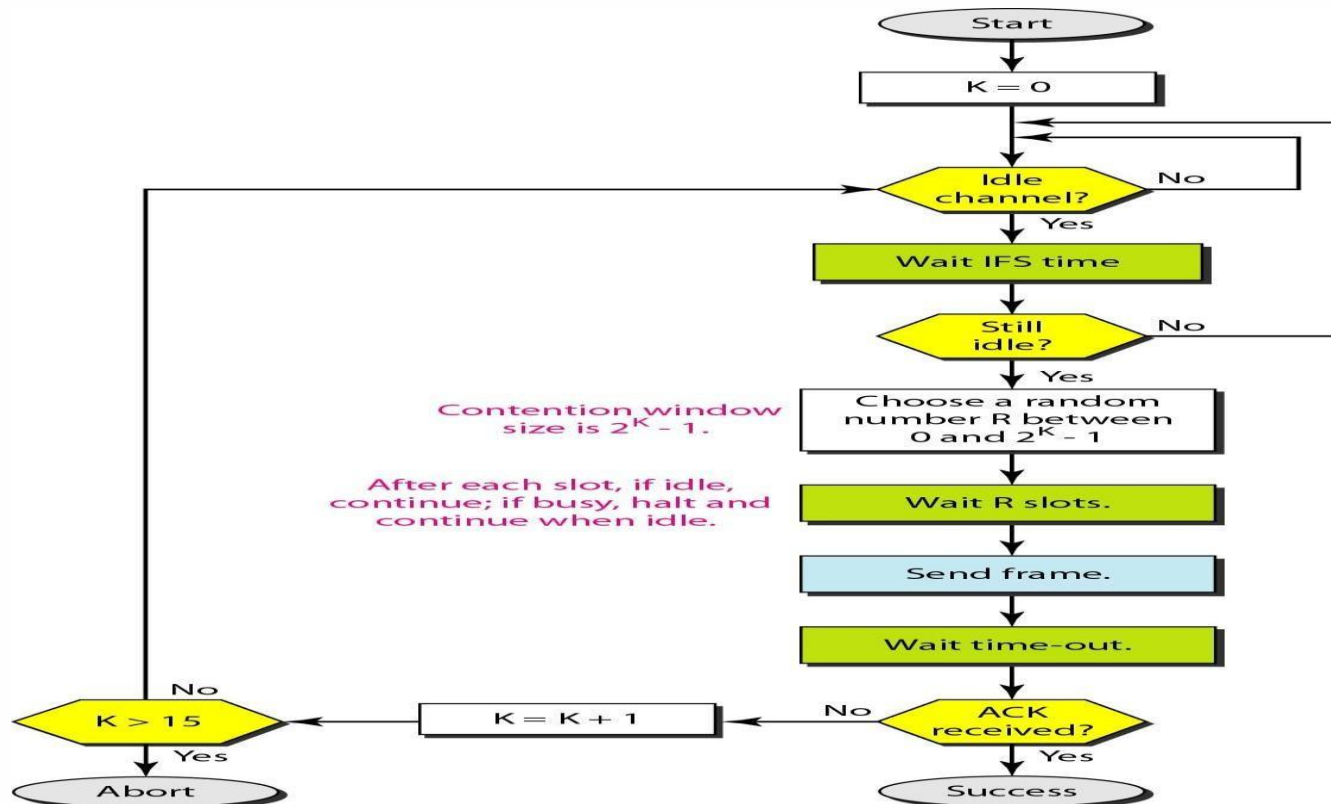 Start
K = 0
Idle
channel?
No
Yes
Wait IFS time
Still
idle?
No
Yes
Contention window
size is 2^K - 1.
Choose a random
number R between
0 and 2^K - 1
After each slot, if idle,
continue; if busy, halt and
continue when idle.
Wait R slots.
Send frame.
Wait time-out.
ACK
received?
No
Yes
K = K + 1
K > 15
No
Yes
Abort
Success